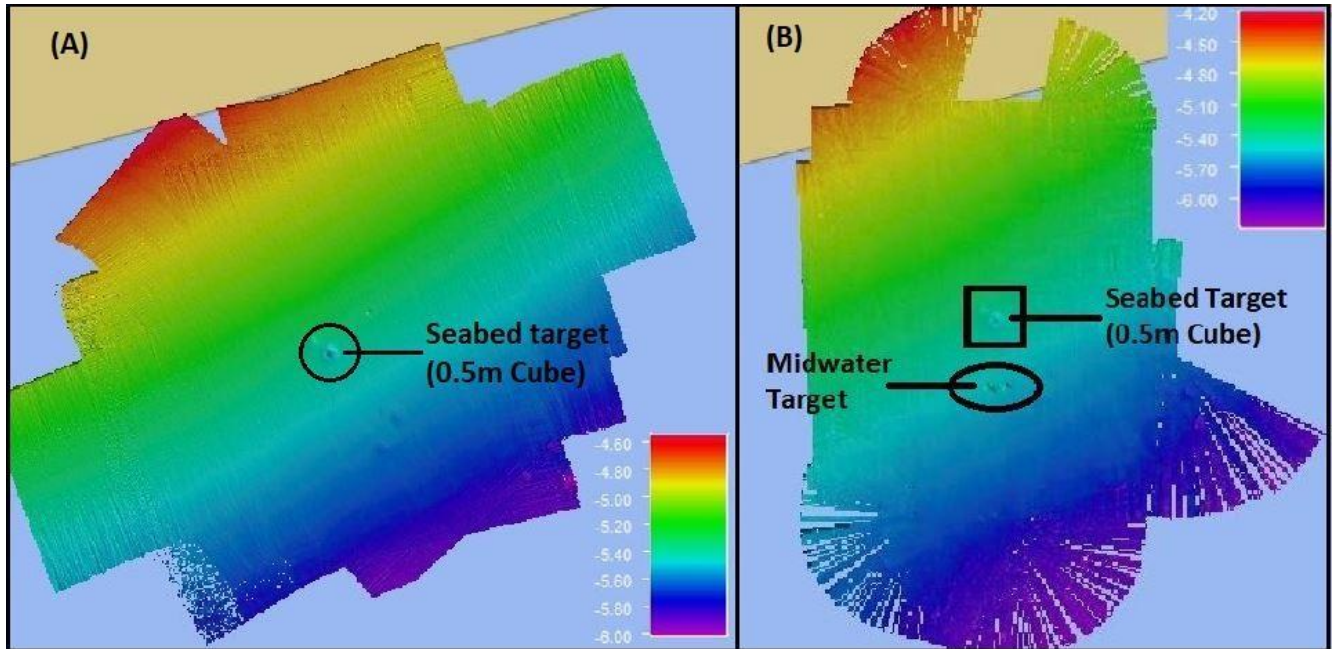 (A)
Seabed target
(0.5m Cube)
-4.60
-4.80
-5.00
-5.20
-5.40
-5.60
-5.80
-6.00
(B)
-4.20
-4.50
-4.80
-5.10
-5.40
-5.70
-6.00
Seabed Target
(0.5m Cube)
Midwater
Target